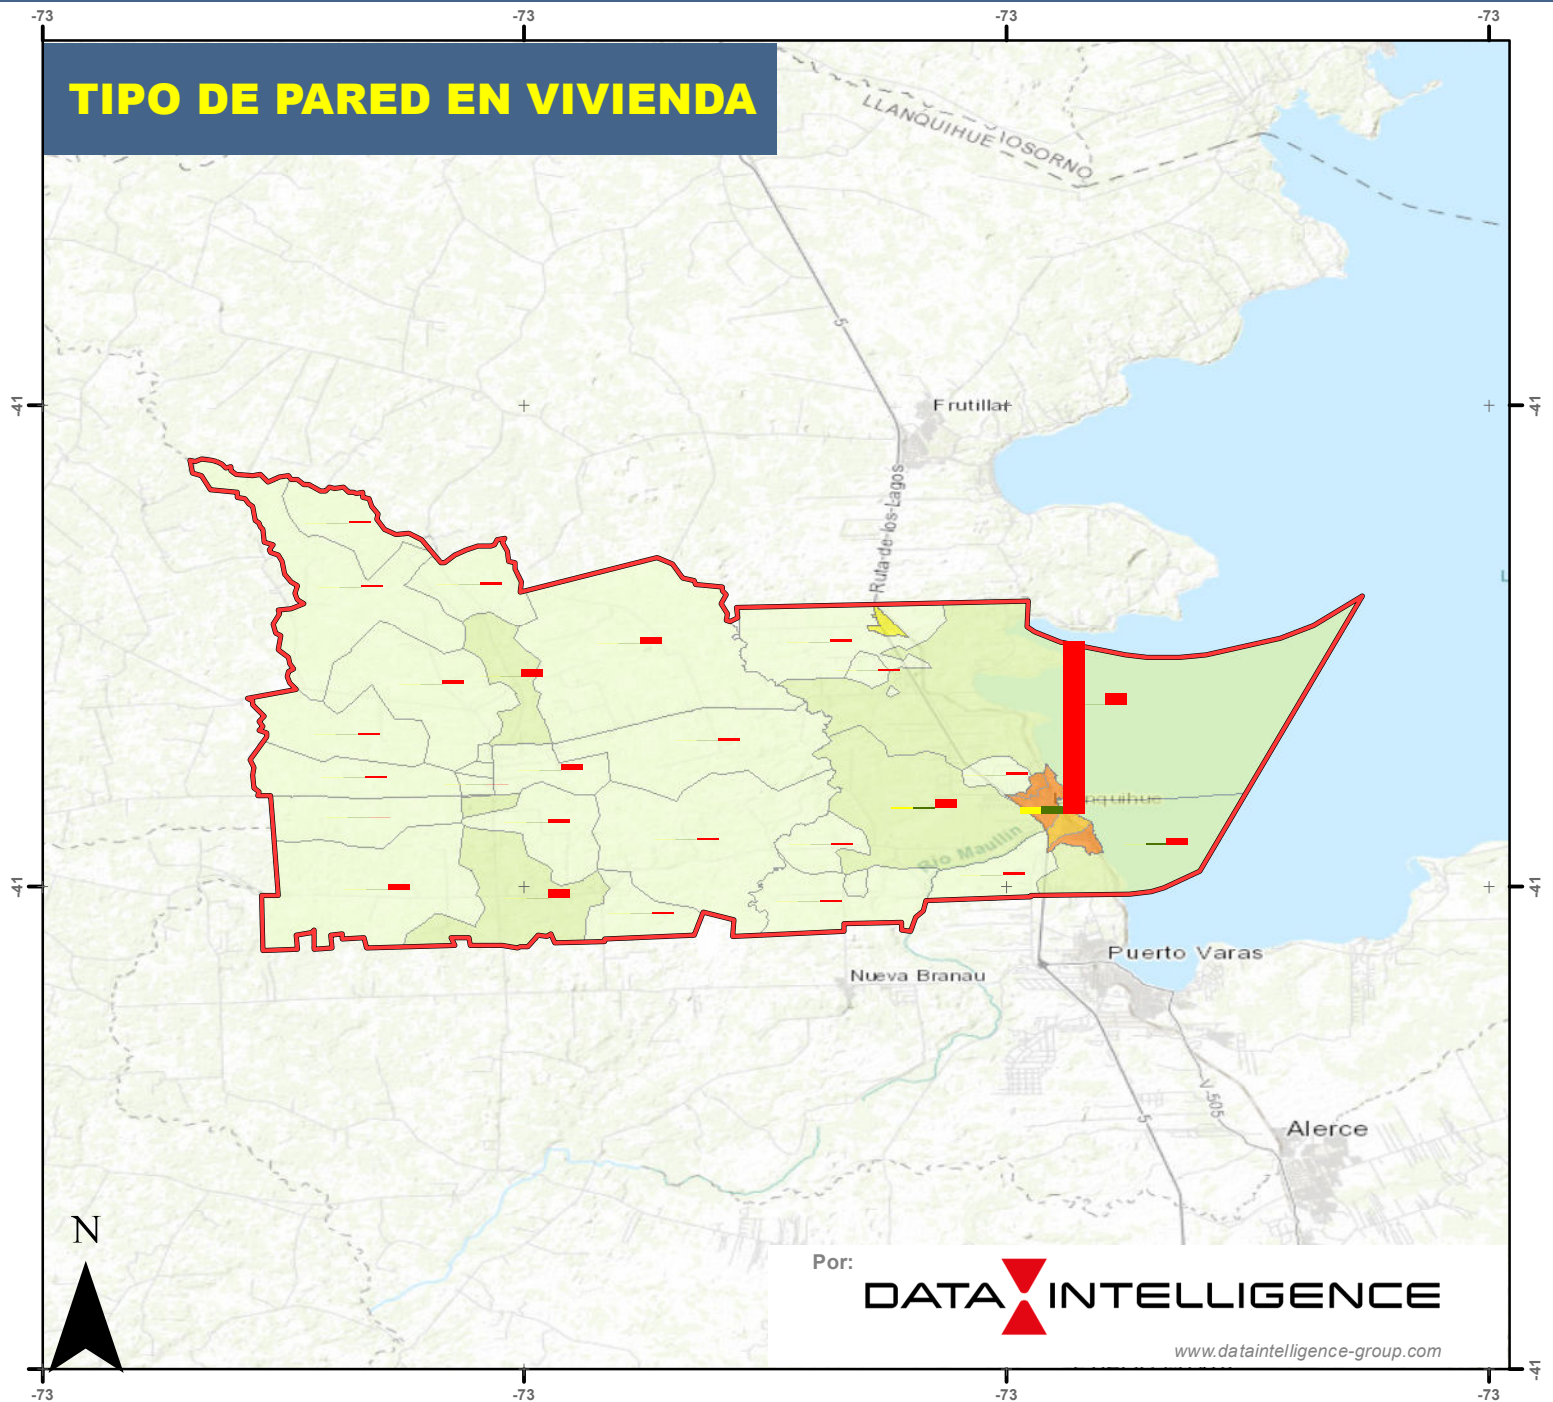 -73 -73 -73 -73
TIPO DE PARED EN VIVIENDA
LLANQUIHUE
OSORNO
5
-41 -41
Frutillar
Ruta-de-los-Lagos
Llanquihue
Río Maullín
-41 -41
Puerto Varas
Nueva Branau
V-505
5
Alerce
N
Por:
DATA INTELLIGENCE
www.dataintelligence-group.com
-41
-73 -73 -73 -73